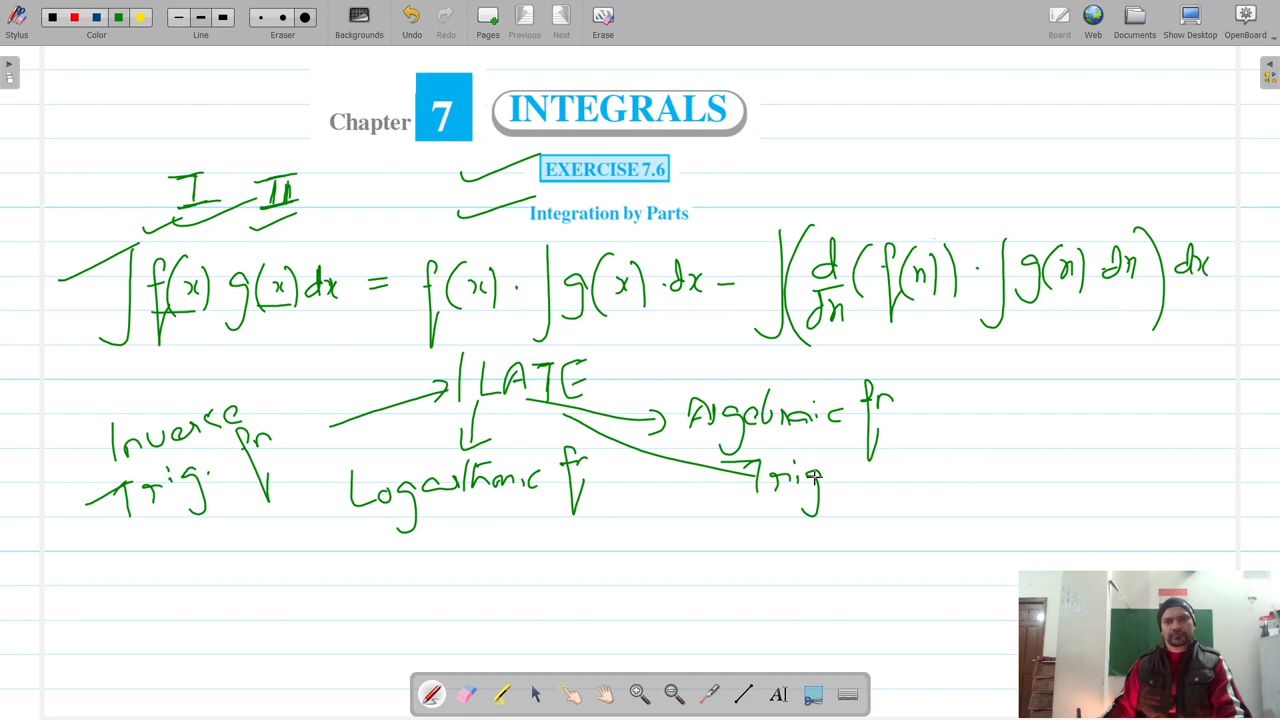 Stylus Color Line Eraser Backgrounds Undo Redo Pages Previous Next Erase Board Web Documents Show Desktop OpenBoard
Chapter 7 INTEGRALS
EXERCISE 7.6
Integration by Parts
I II
∫ f(x) g(x) dx = f(x) · ∫ g(x) · dx - ∫ ( d/dn ( f(n) ) · ∫ g(n) dn ) dx
ILATE
Inverse fn
Trig.
Logarithmic fn
Algebraic fn
Trig